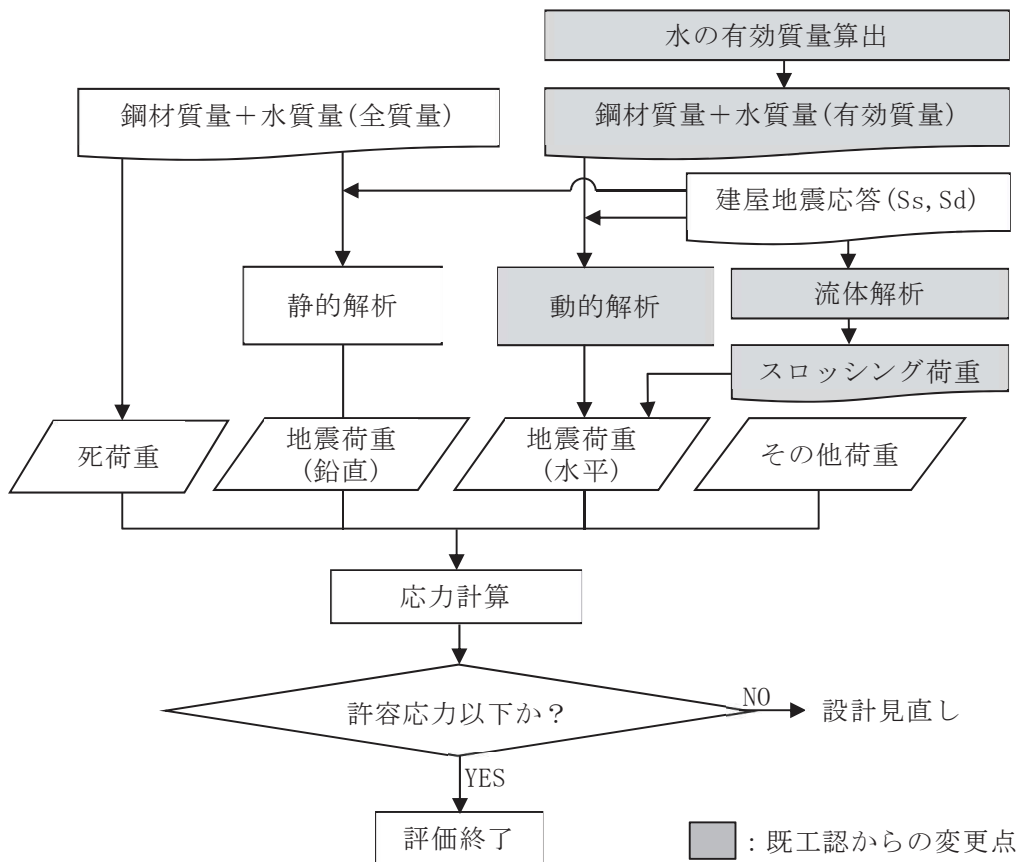 水の有効質量算出
鋼材質量＋水質量(全質量)
鋼材質量＋水質量(有効質量)
建屋地震応答(Ss,Sd)
静的解析
動的解析
流体解析
スロッシング荷重
死荷重
地震荷重
(鉛直)
地震荷重
(水平)
その他荷重
応力計算
許容応力以下か？
NO
設計見直し
YES
評価終了
：既工認からの変更点